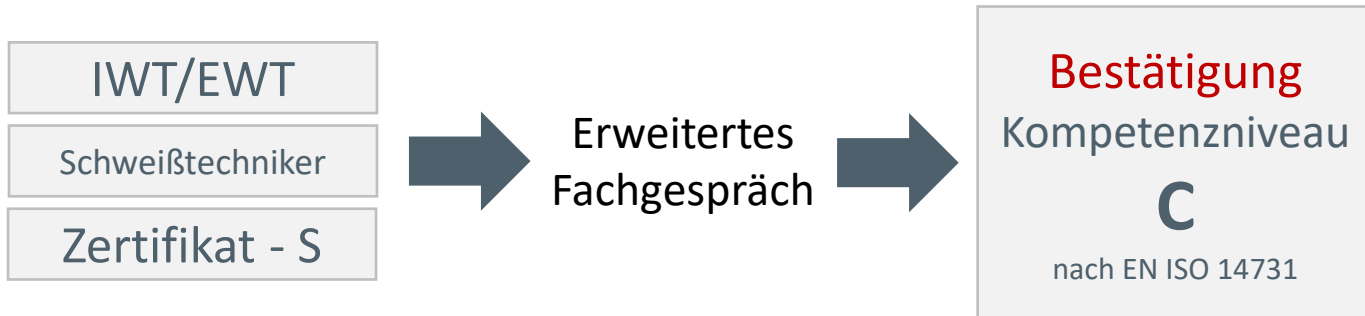 IWT/EWT
Schweißtechniker
Zertifikat - S
Erweitertes
Fachgespräch
Bestätigung
Kompetenzniveau
C
nach EN ISO 14731